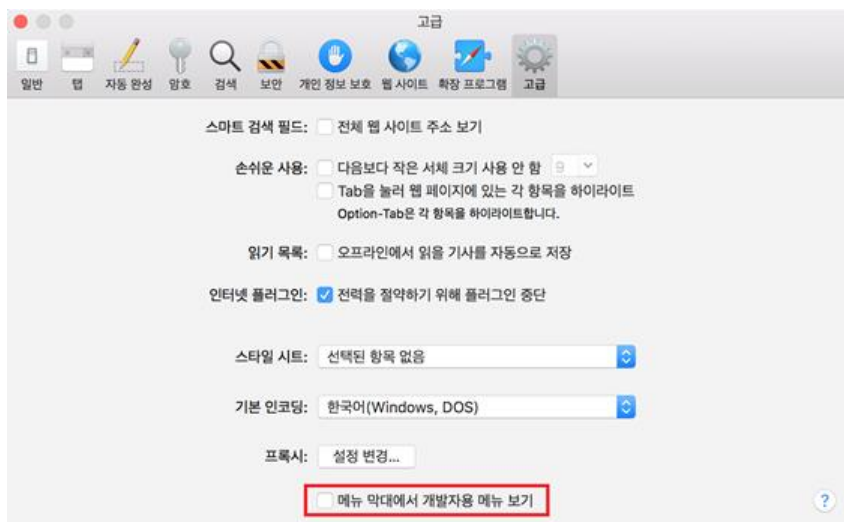 고급
일반 탭 자동 완성 암호 검색 보안 개인 정보 보호 웹 사이트 확장 프로그램 고급
스마트 검색 필드: 전체 웹 사이트 주소 보기
손쉬운 사용: 다음보다 작은 서체 크기 사용 안 함 9
Tab을 눌러 웹 페이지에 있는 각 항목을 하이라이트
Option-Tab은 각 항목을 하이라이트합니다.
읽기 목록: 오프라인에서 읽을 기사를 자동으로 저장
인터넷 플러그인: 전력을 절약하기 위해 플러그인 중단
스타일 시트: 선택된 항목 없음
기본 인코딩: 한국어(Windows, DOS)
프록시: 설정 변경...
메뉴 막대에서 개발자용 메뉴 보기 ?